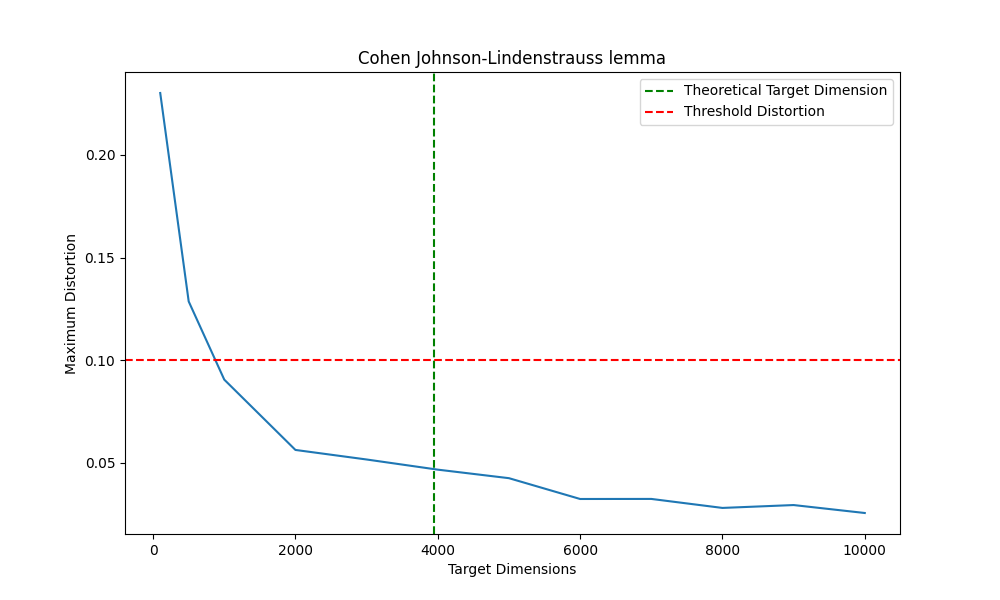 Cohen Johnson-Lindenstrauss lemma
Theoretical Target Dimension
Threshold Distortion
Maximum Distortion
0.20
0.15
0.10
0.05
0
2000
4000
6000
8000
10000
Target Dimensions